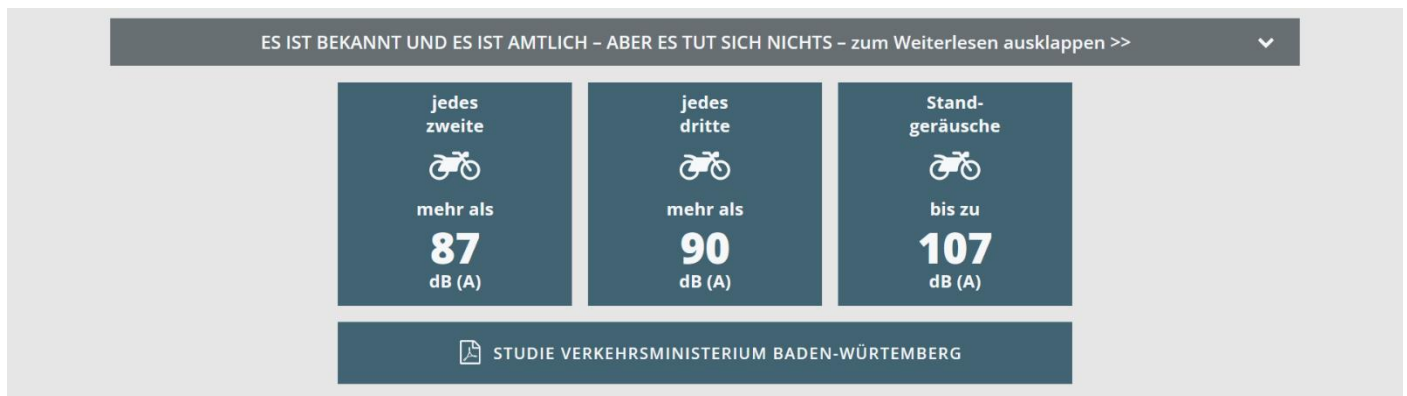 ES IST BEKANNT UND ES IST AMTLICH – ABER ES TUT SICH NICHTS – zum Weiterlesen ausklappen >>
jedes
zweite
mehr als
87
dB (A)
jedes
dritte
mehr als
90
dB (A)
Stand-
geräusche
bis zu
107
dB (A)
STUDIE VERKEHRSMINISTERIUM BADEN-WÜRTEMBERG